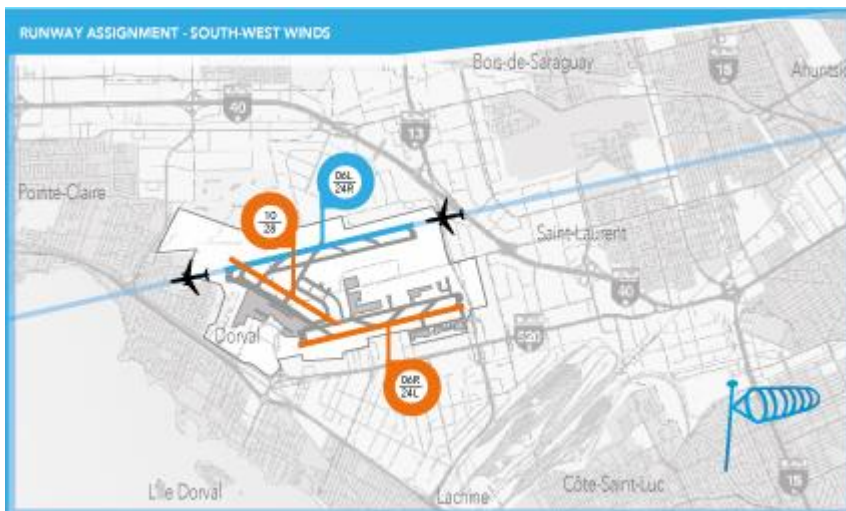 RUNWAY ASSIGNMENT - SOUTH-WEST WINDS
Bois-de-Saraguay
13
Ahuntsic
40
13
Pointe-Claire
06L
24R
10
28
Saint-Laurent
40
Dorval
520
06R
24L
L'île Dorval
Lachine
Côte-Saint-Luc
15